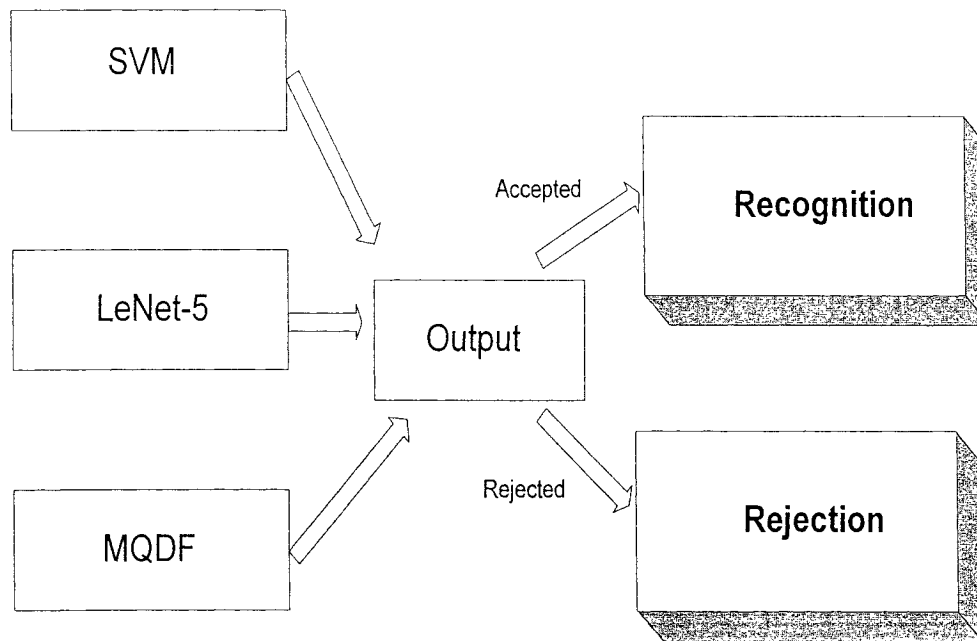 SVM
LeNet-5
MQDF
Output
Accepted
Rejected
Recognition
Rejection